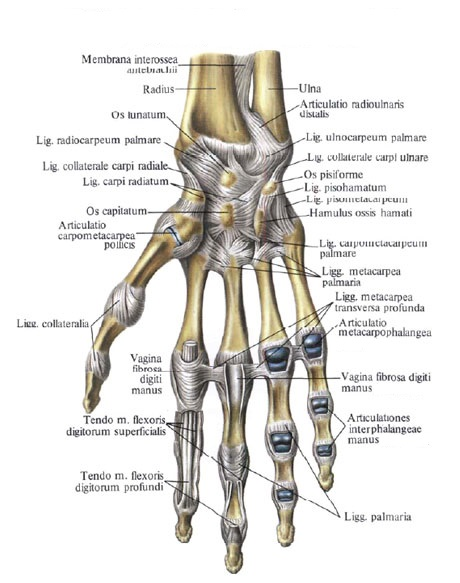 Membrana interossea
antebrachii
Radius
Os lunatum
Lig. radiocarpeum palmare
Lig. collaterale carpi radiale
Lig. carpi radiatum
Os capitatum
Articulatio
carpometacarpea
pollicis
Ligg. collateralia
Vagina
fibrosa
digiti
manus
Tendo m. flexoris
digitorum superficialis
Tendo m. flexoris
digitorum profundi
Ulna
Articulatio radioulnaris
distalis
Lig. ulnocarpeum palmare
Lig. collaterale carpi ulnare
Os pisiforme
Lig. pisohamatum
Lig. pisometacarpeum
Hamulus ossis hamati
Lig. carpometacarpeum
palmare
Ligg. metacarpea
palmaria
Ligg. metacarpea
transversa profunda
Articulatio
metacarpophalangea
Vagina fibrosa digiti
manus
Articulationes
interphalangeae
manus
Ligg. palmaria